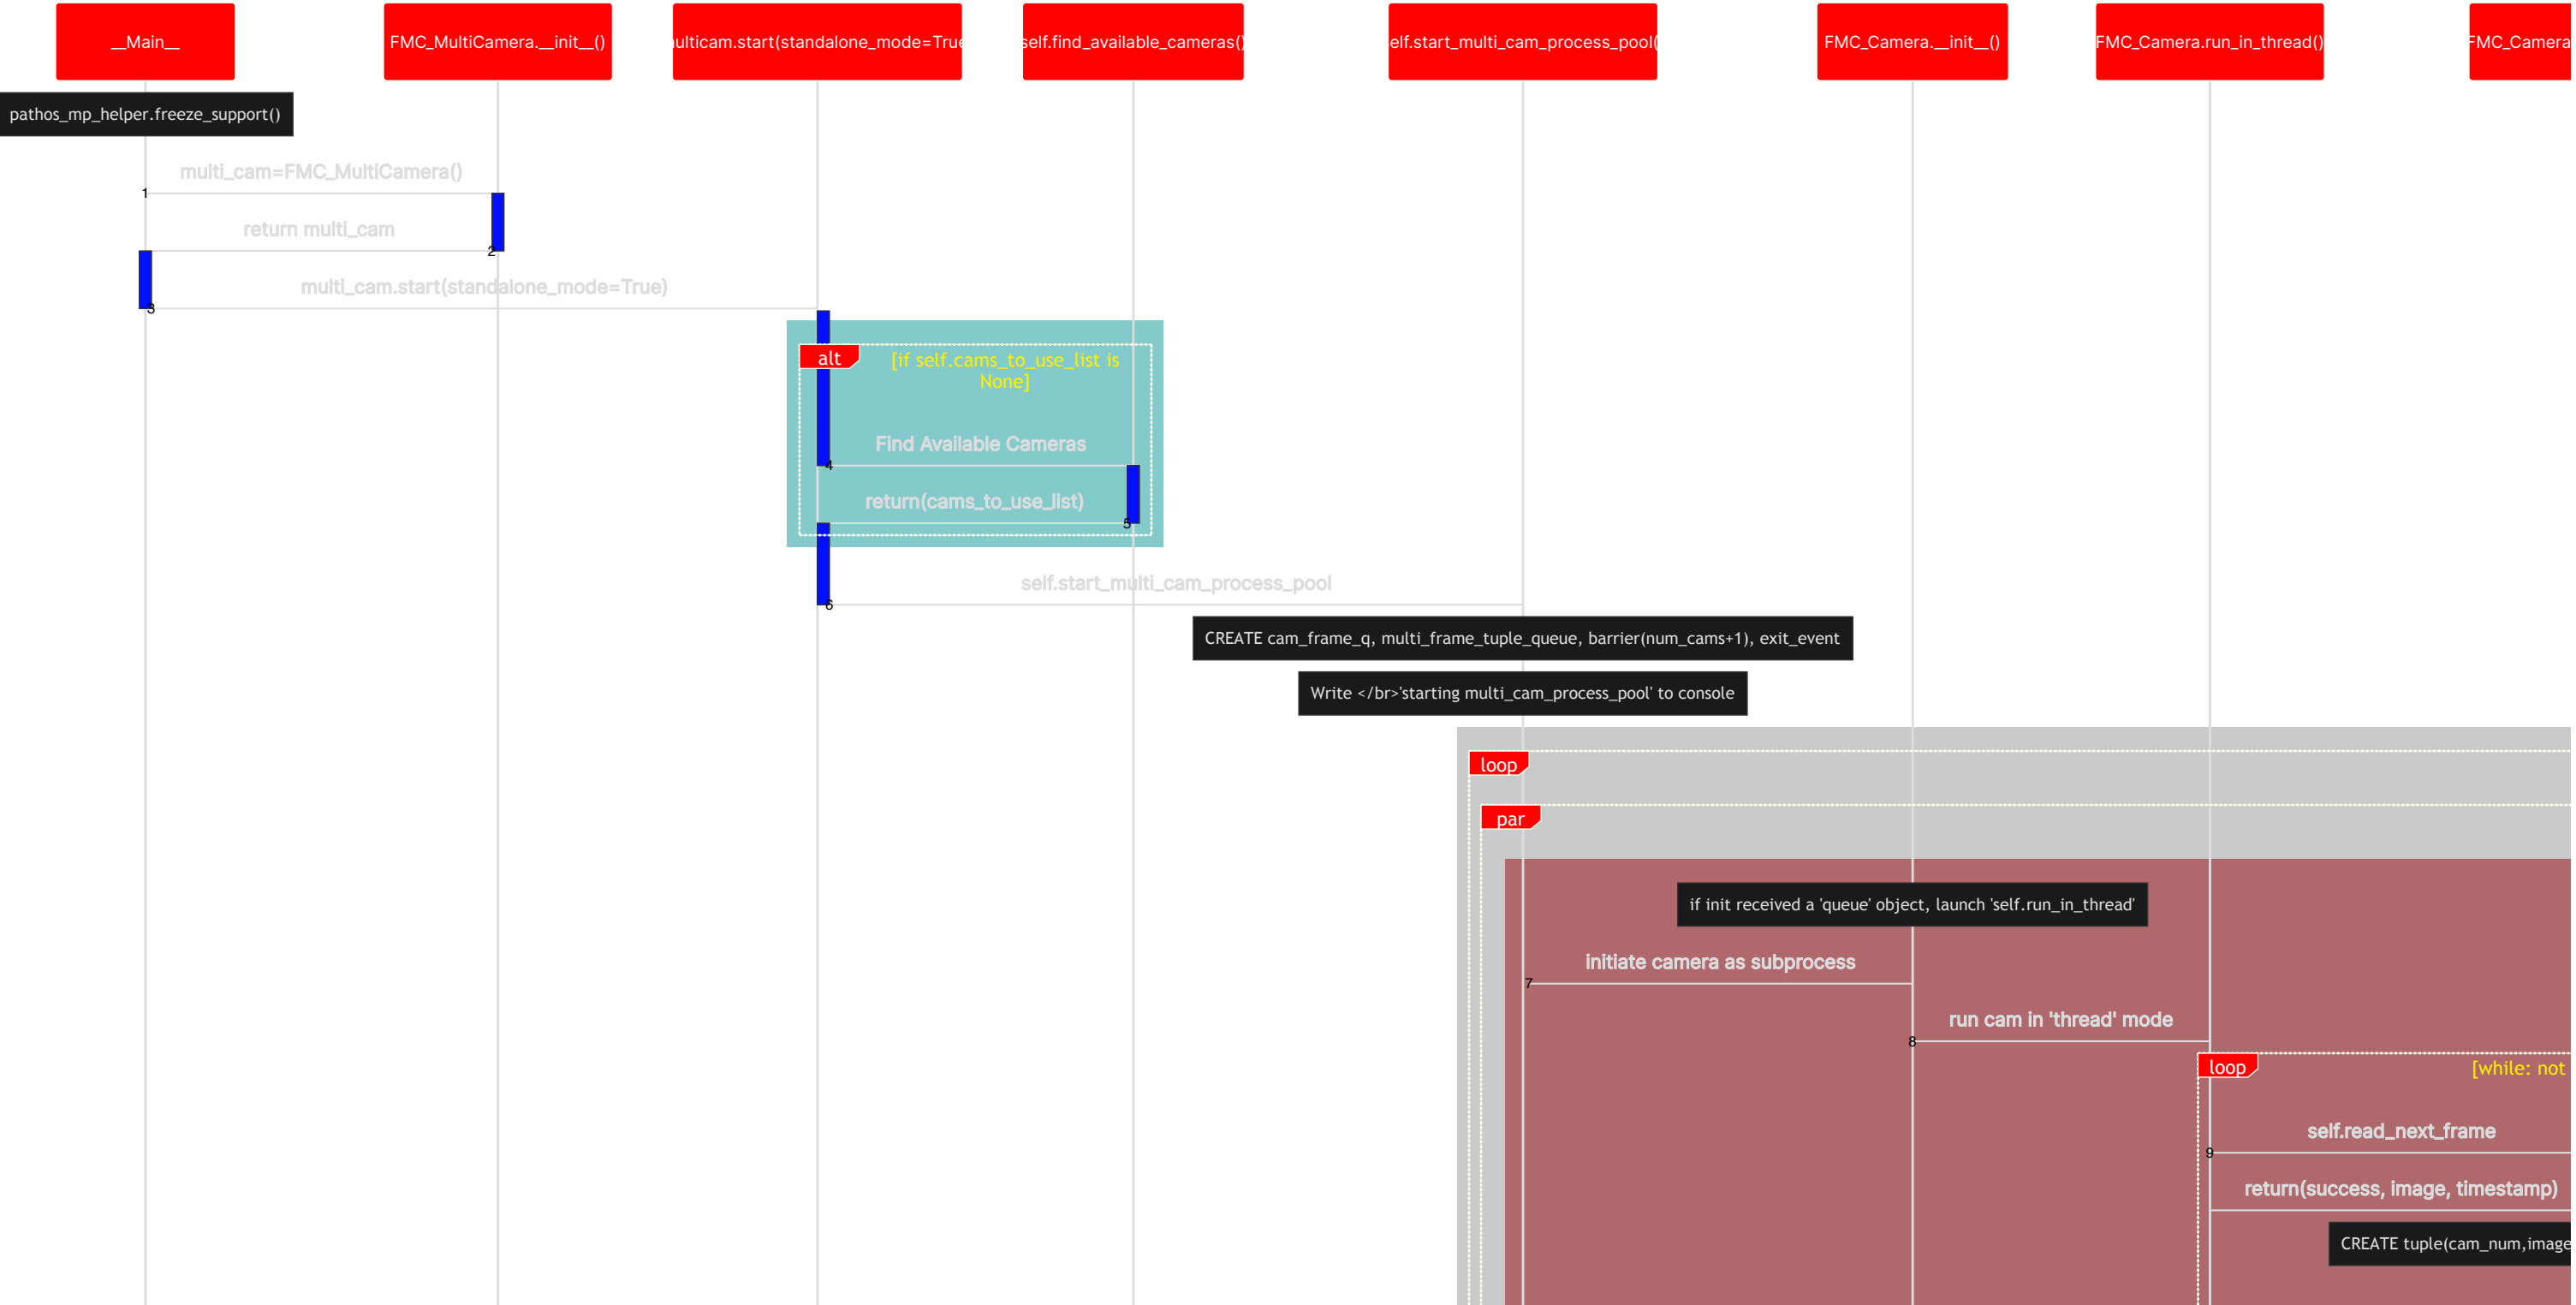 __Main__
FMC_MultiCamera.__init__()
ulticam.start(standalone_mode=True
self.find_available_cameras()
elf.start_multi_cam_process_pool(
FMC_Camera.__init__()
FMC_Camera.run_in_thread()
FMC_Camera
pathos_mp_helper.freeze_support()
multi_cam=FMC_MultiCamera()
1
return multi_cam
2
multi_cam.start(standalone_mode=True)
3
alt
[if self.cams_to_use_list is
None]
Find Available Cameras
4
return(cams_to_use_list)
5
self.start_multi_cam_process_pool
6
CREATE cam_frame_q, multi_frame_tuple_queue, barrier(num_cams+1), exit_event
Write </br>'starting multi_cam_process_pool' to console
loop
par
if init received a 'queue' object, launch 'self.run_in_thread'
initiate camera as subprocess
7
run cam in 'thread' mode
8
loop
[while: not
self.read_next_frame
9
return(success, image, timestamp)
CREATE tuple(cam_num,image